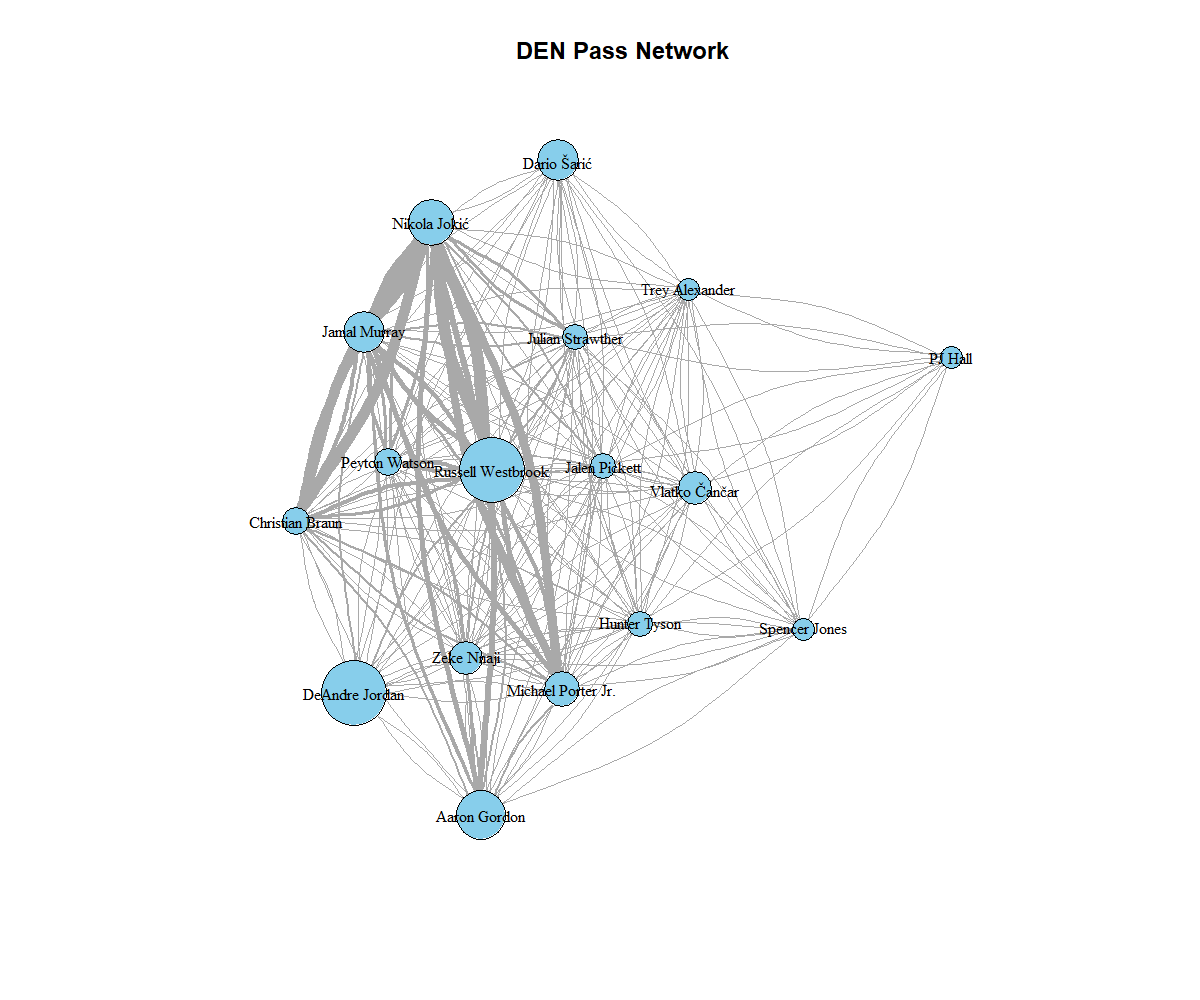 DEN Pass Network
Dario Šarić
Nikola Jokić
Trey Alexander
Jamal Murray
Julian Strawther
PJ Hall
Peyton Watson
Russell Westbrook
Jalen Pickett
Vlatko Čančar
Christian Braun
Hunter Tyson
Spencer Jones
Zeke Nnaji
DeAndre Jordan
Michael Porter Jr.
Aaron Gordon